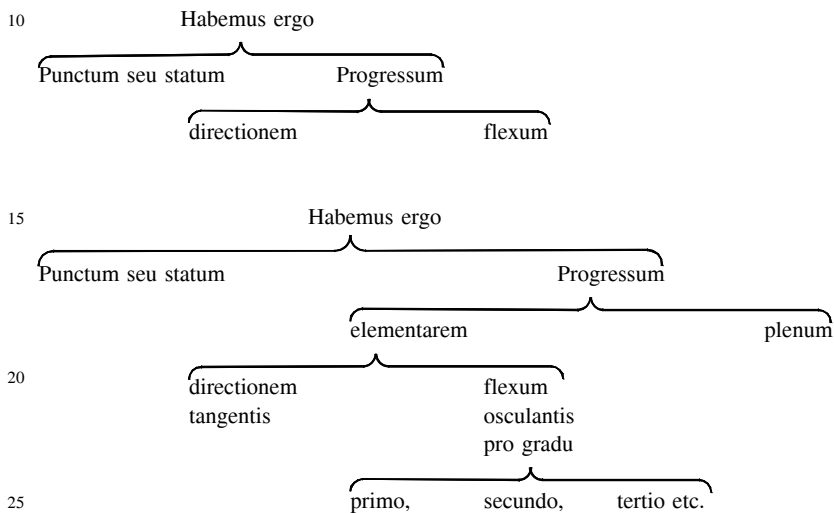 10 Habemus ergo
Punctum seu statum Progressum
directionem flexum
15 Habemus ergo
Punctum seu statum Progressum
elementarem plenum
20 directionem flexum
tangentis osculantis
pro gradu
25 primo, secundo, tertio etc.